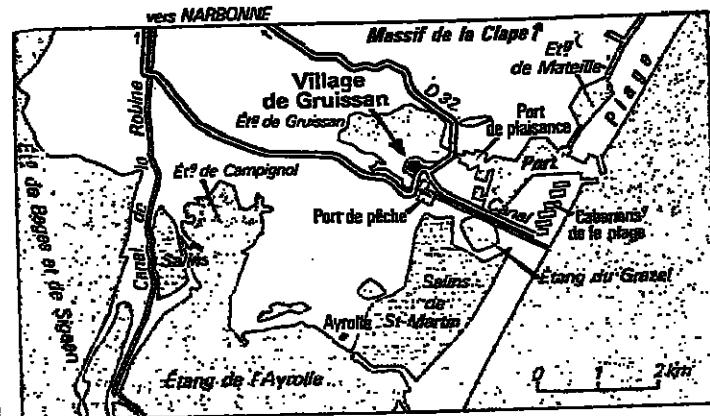 vers NARBONNE
Massif de la Clape
Etg
de Mateille
Plage
Village
de Gruissan
D 32
Étg de Gruissan
Port
de plaisance
Port
Canal de la Robine
Étg de Campignol
Canal
Port de pêche
Cabanons
de la plage
Salins
Étang du Grazel
Salins
de
St-Martin
Ayrolle
Étg de Bages et de Sigean
Étang de l'Ayrolle
0 1 2 km